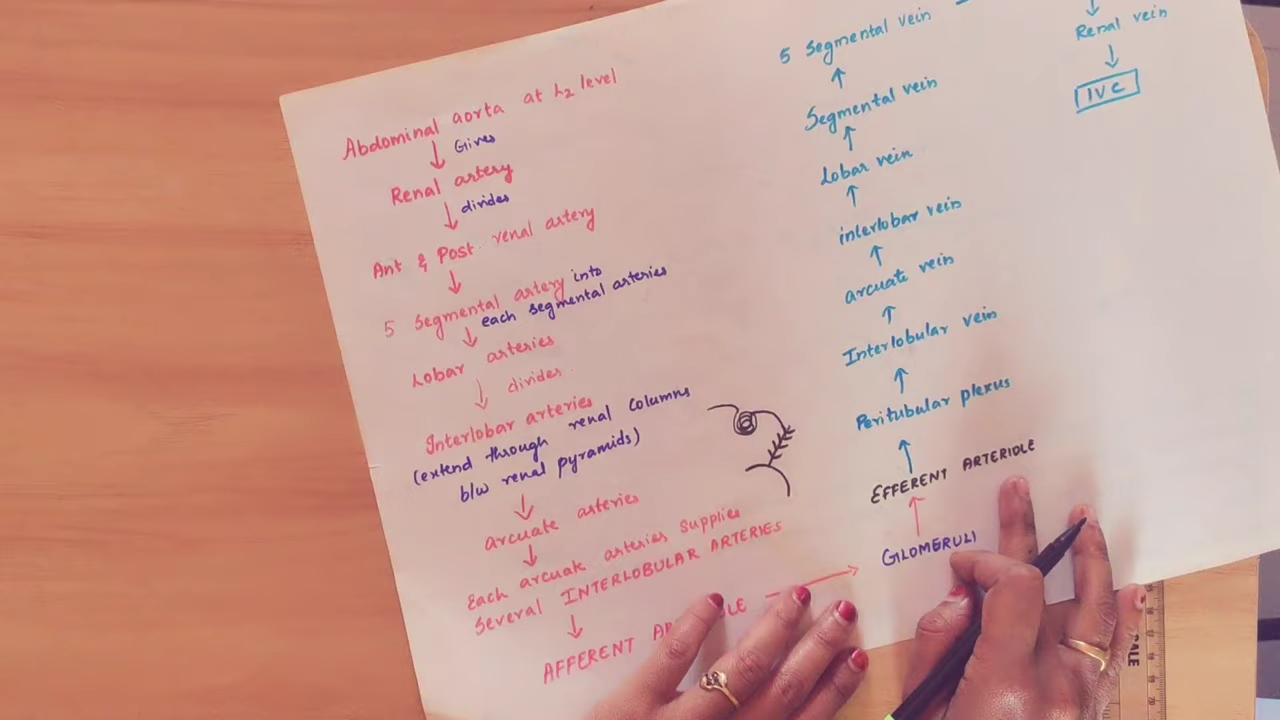 Abdominal aorta at L2 level
Gives
Renal artery
divides
Ant & Post renal artery
5 Segmental artery into
each segmental arteries
Lobar arteries
divides
Interlobar arteries
(extend through renal columns
b/w renal pyramids)
arcuate arteries
Each arcuate arteries supplies
several INTERLOBULAR ARTERIES
AFFERENT
GLOMERULI
EFFERENT ARTERIOLE
Peritubular plexus
Interlobular vein
arcuate vein
interlobar vein
Lobar vein
Segmental vein
5 Segmental vein
Renal vein
IVC